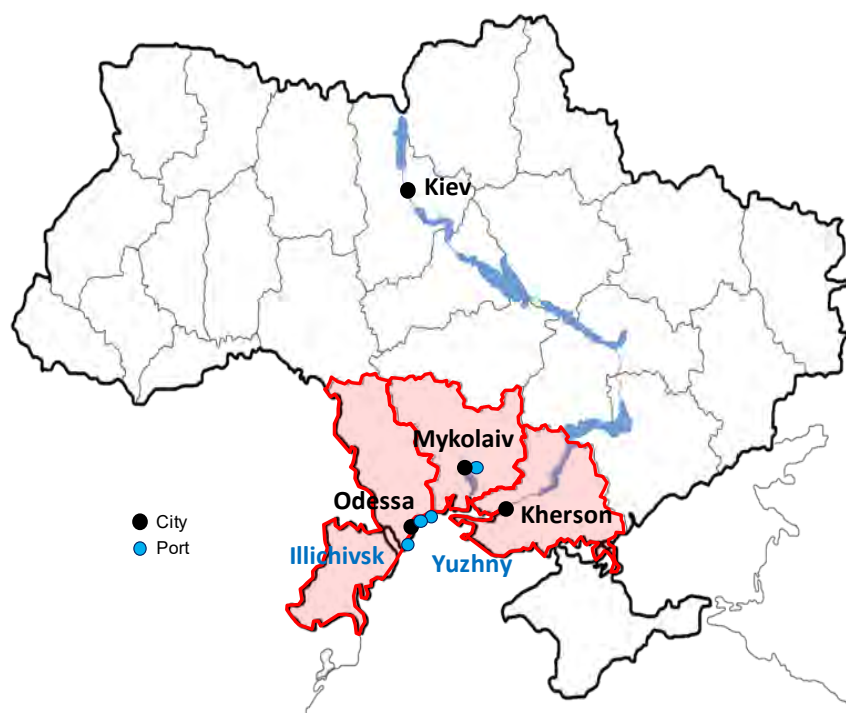 Kiev
Mykolaiv
Odessa
Kherson
City
Port
Illichivsk
Yuzhny